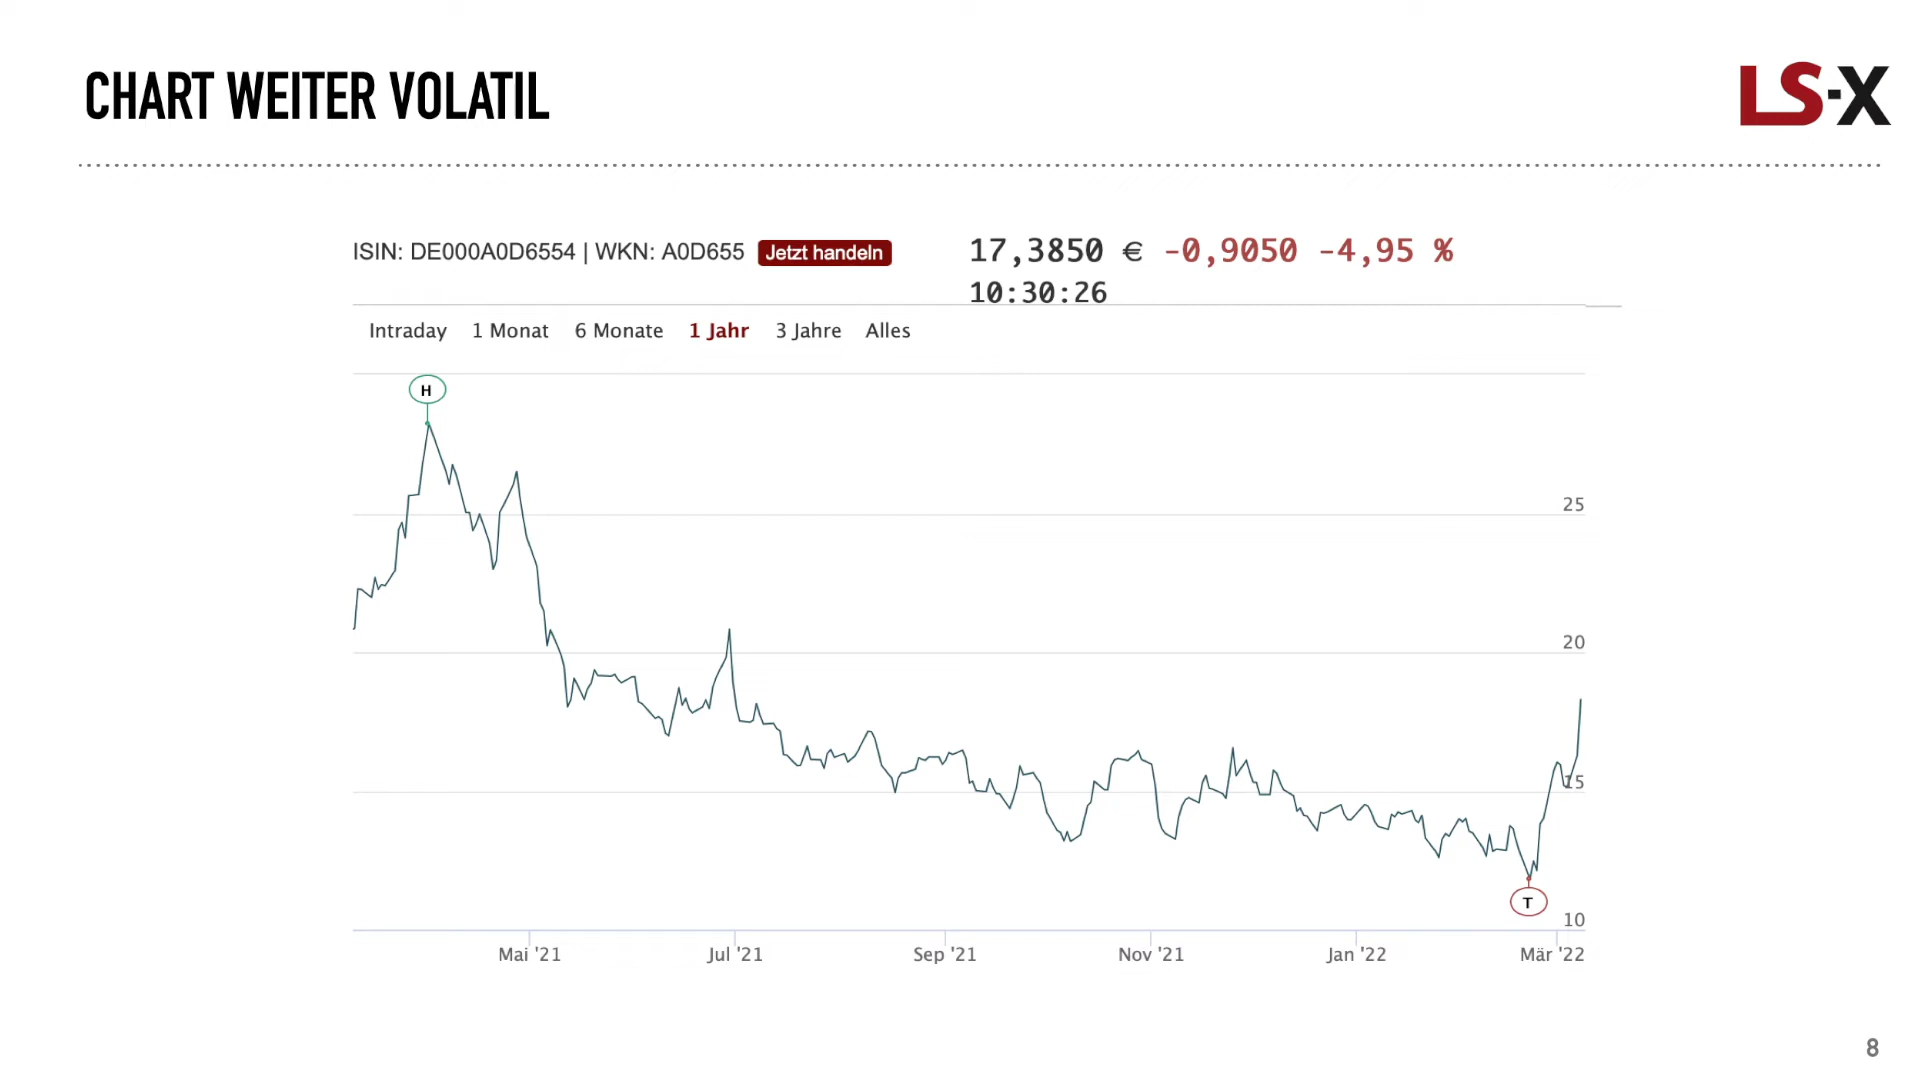 CHART WEITER VOLATIL
LS-X
ISIN: DE000A0D6554 | WKN: A0D655 Jetzt handeln
17,3850 € -0,9050 -4,95 %
10:30:26
Intraday 1 Monat 6 Monate 1 Jahr 3 Jahre Alles
H
25
20
15
T
10
Mai '21 Jul '21 Sep '21 Nov '21 Jan '22 Mär '22
8